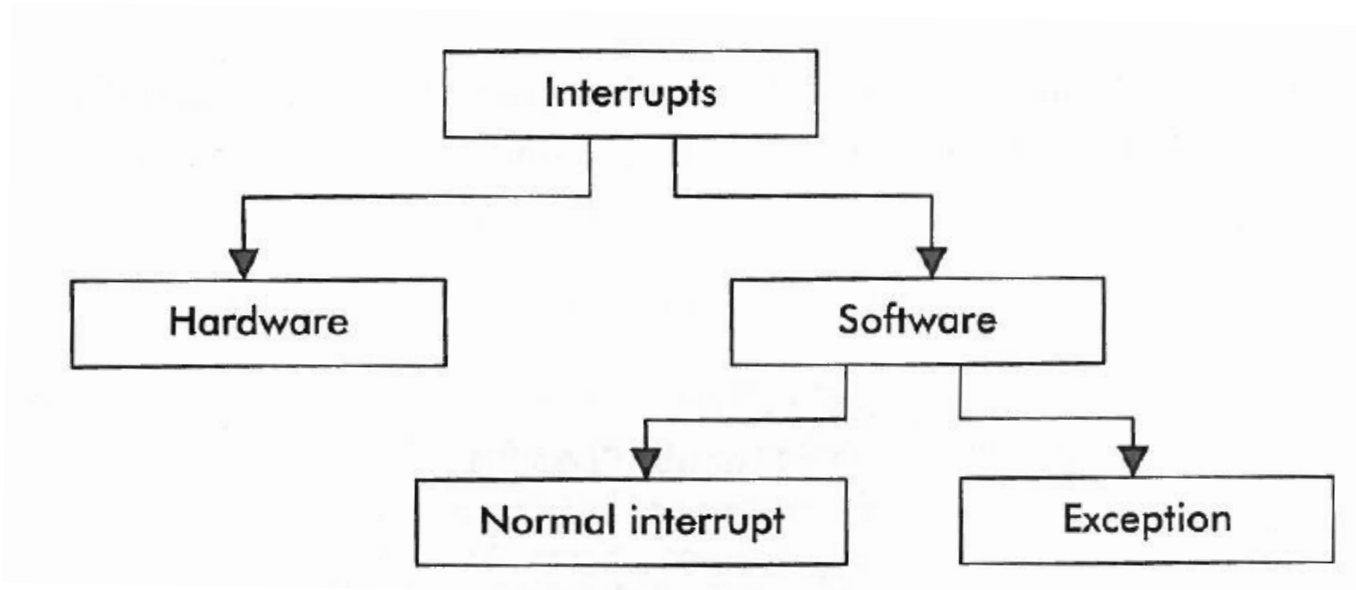 Interrupts
Hardware
Software
Normal interrupt
Exception